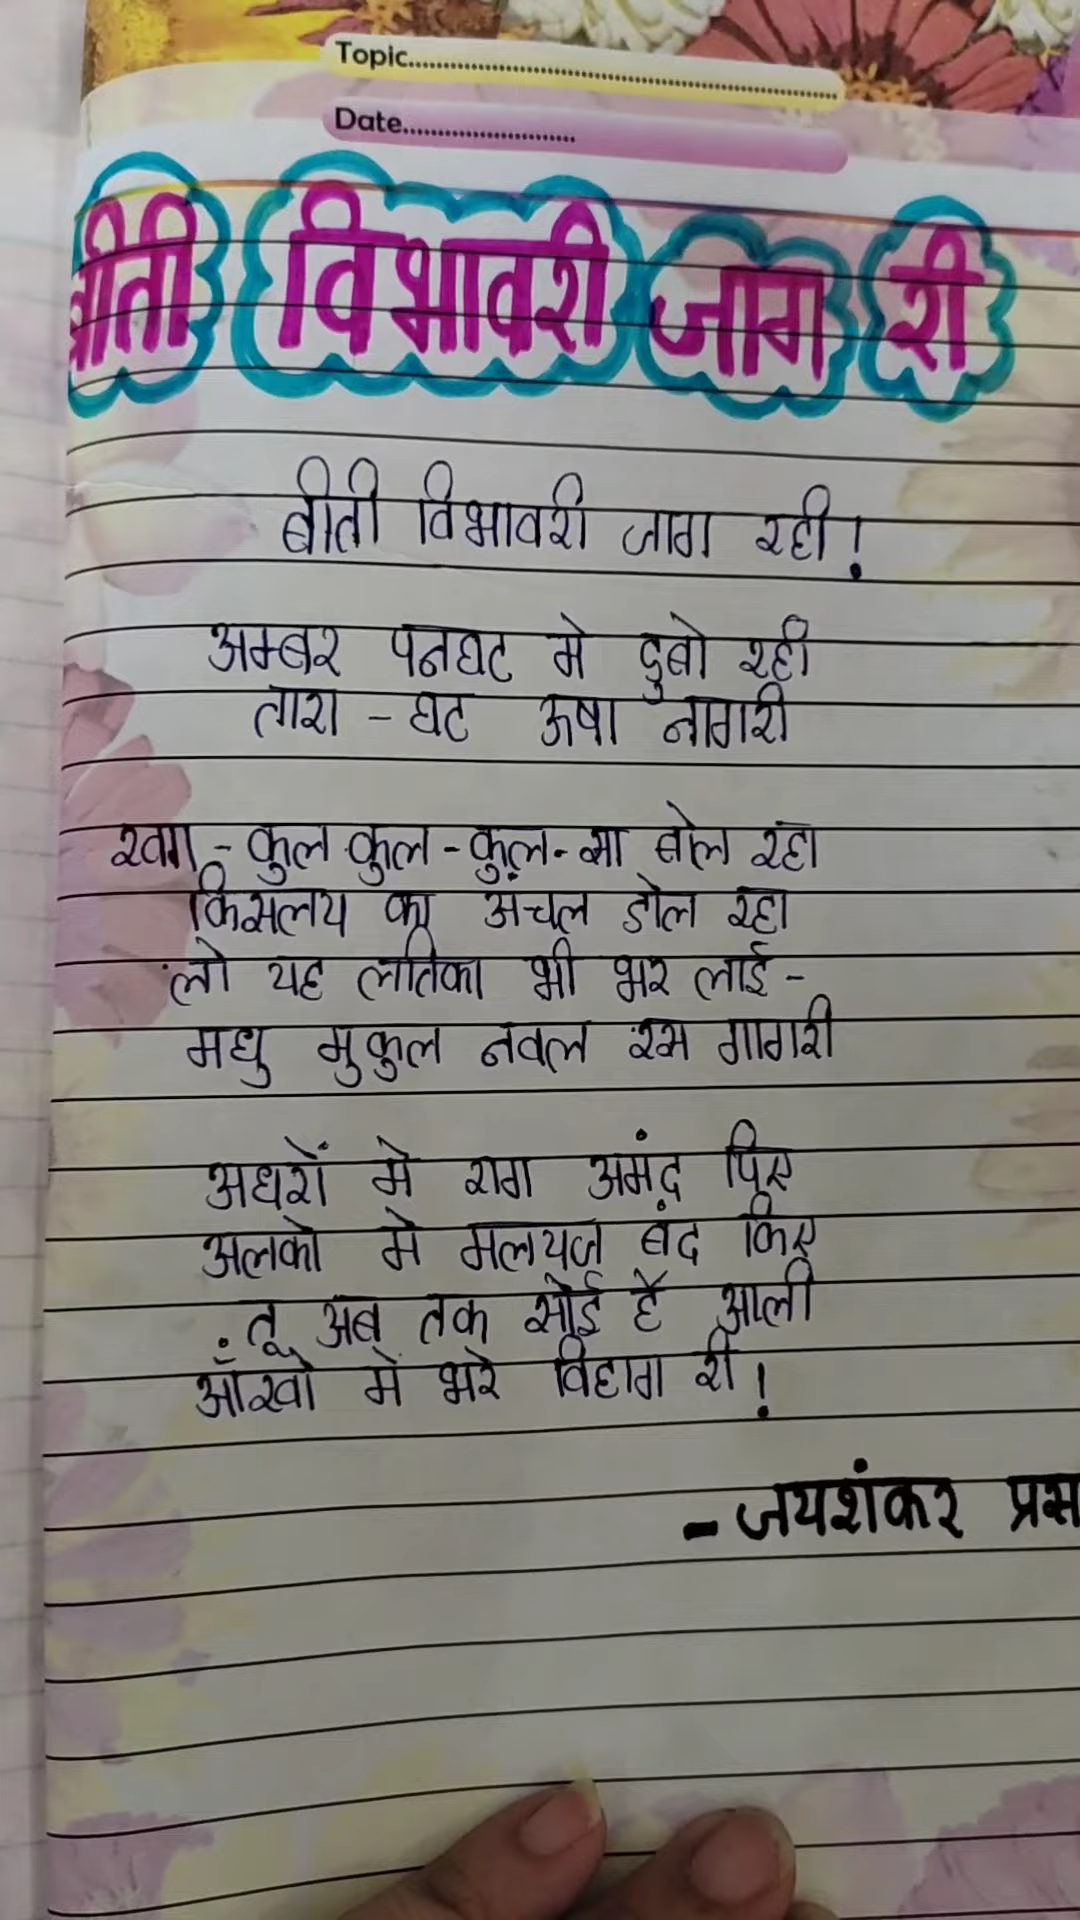 Topic
Date
बीती विभावरी जाग री
बीती विभावरी जाग रही!
अम्बर पनघट मे डुबो रही
तारा - घट ऊषा नागरी
खग - कुल कुल - कुल - सा बोल रहा
किसलय का अंचल डोल रहा
लो यह लतिका भी भर लाई -
मधु मुकुल नवल रस गागरी
अधरों मे राग अमंद पिए
अलको मे मलयज बंद किए
तू अब तक सोई है आली
आँखो में भरे विहाग री!
- जयशंकर प्रस